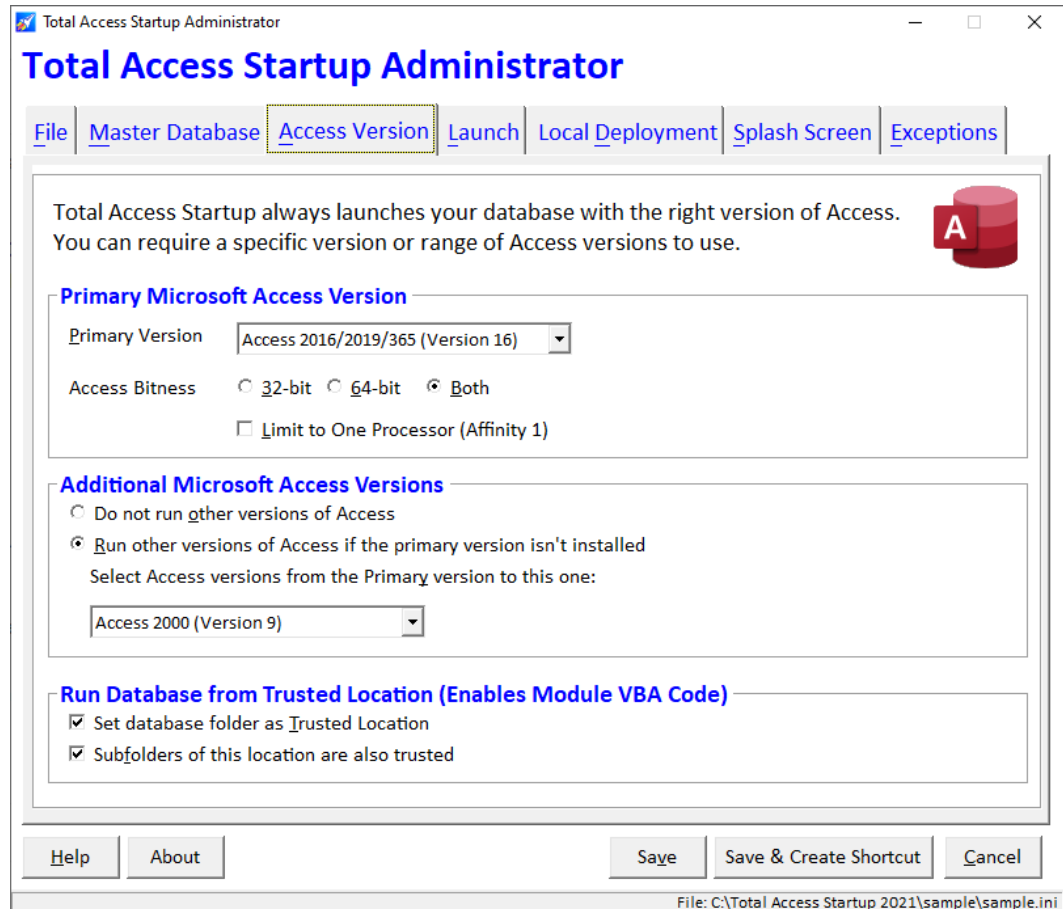 Total Access Startup Administrator
Total Access Startup Administrator
File Master Database Access Version Launch Local Deployment Splash Screen Exceptions
Total Access Startup always launches your database with the right version of Access.
You can require a specific version or range of Access versions to use.
A
Primary Microsoft Access Version
Primary Version Access 2016/2019/365 (Version 16)
Access Bitness 32-bit 64-bit Both
Limit to One Processor (Affinity 1)
Additional Microsoft Access Versions
Do not run other versions of Access
Run other versions of Access if the primary version isn't installed
Select Access versions from the Primary version to this one:
Access 2000 (Version 9)
Run Database from Trusted Location (Enables Module VBA Code)
Set database folder as Trusted Location
Subfolders of this location are also trusted
Help About Save Save & Create Shortcut Cancel
File: C:\Total Access Startup 2021\sample\sample.ini